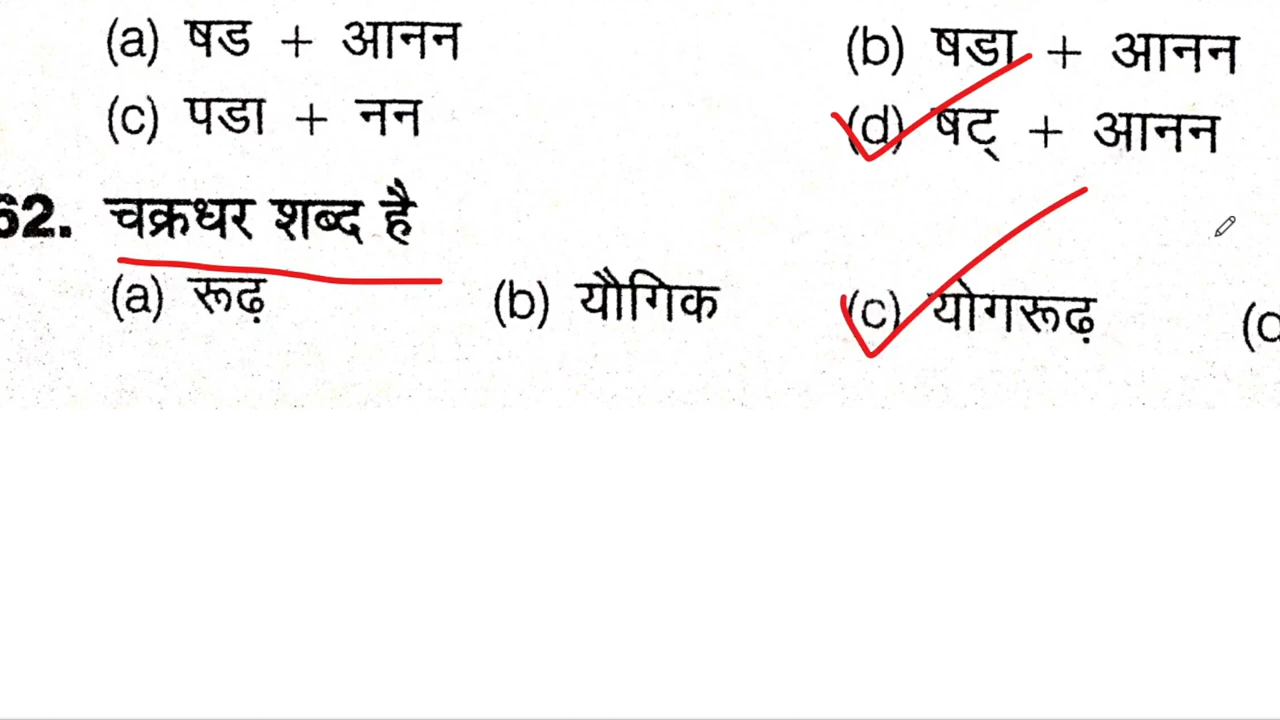 (a) षड + आनन (b) षडा + आनन
(c) पडा + नन (d) षट् + आनन
62. चक्रधर शब्द है
(a) रूढ़ (b) यौगिक (c) योगरूढ़